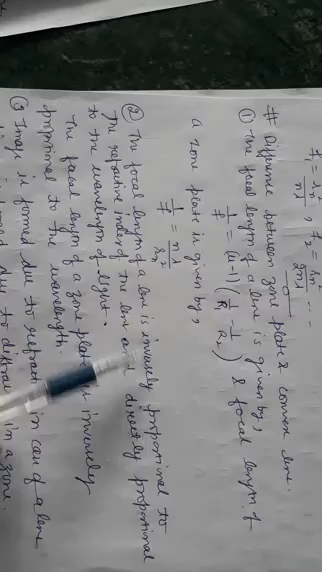 f₁ = r₁²/nλ, f₂ = rn²/2nλ ...
# Difference between zone plate & convex lens.
① The focal length of a lens is given by,
1/f = (μ-1)(1/R₁ - 1/R₂) & focal length of
a zone plate is given by,
1/f = nλ/rn²
② The focal length of a lens is inversely proportional to
the refractive index of the lens and directly proportional
to the wavelength of light.
The focal length of a zone plate inversely
proportional to the wavelength.
③ Image is formed due to refraction in case of a lens
formed due to diffrac in a zone.